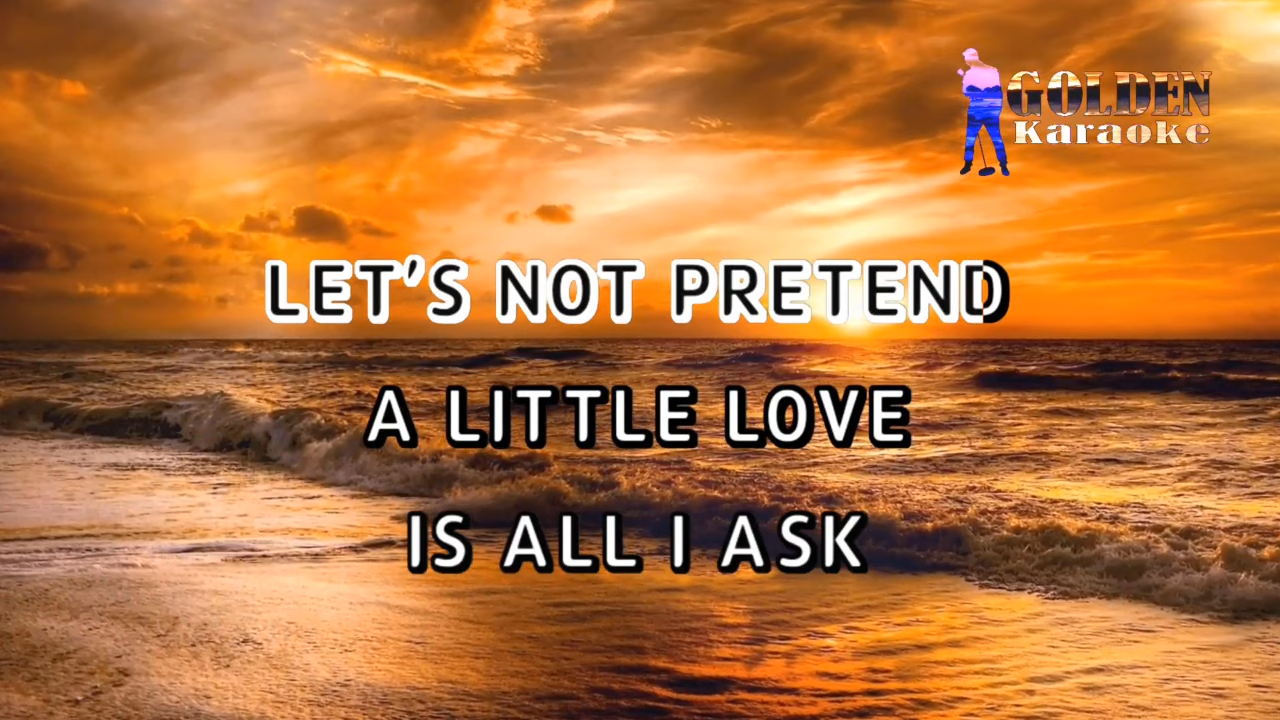 GOLDEN
Karaoke
LET'S NOT PRETEND
A LITTLE LOVE
IS ALL I ASK